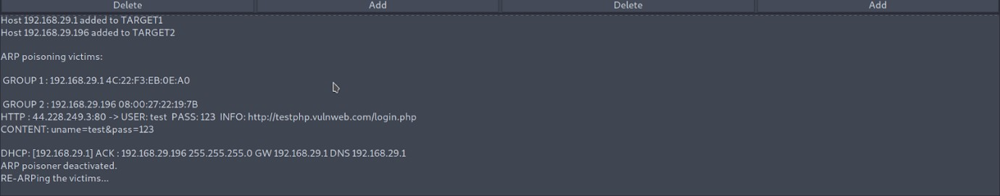 Delete Add Delete Add
Host 192.168.29.1 added to TARGET1
Host 192.168.29.196 added to TARGET2
ARP poisoning victims:
GROUP 1 : 192.168.29.1 4C:22:F3:EB:0E:A0
GROUP 2 : 192.168.29.196 08:00:27:22:19:7B
HTTP : 44.228.249.3:80 -> USER: test  PASS: 123  INFO: http://testphp.vulnweb.com/login.php
CONTENT: uname=test&pass=123
DHCP: [192.168.29.1] ACK : 192.168.29.196 255.255.255.0 GW 192.168.29.1 DNS 192.168.29.1
ARP poisoner deactivated.
RE-ARPing the victims...